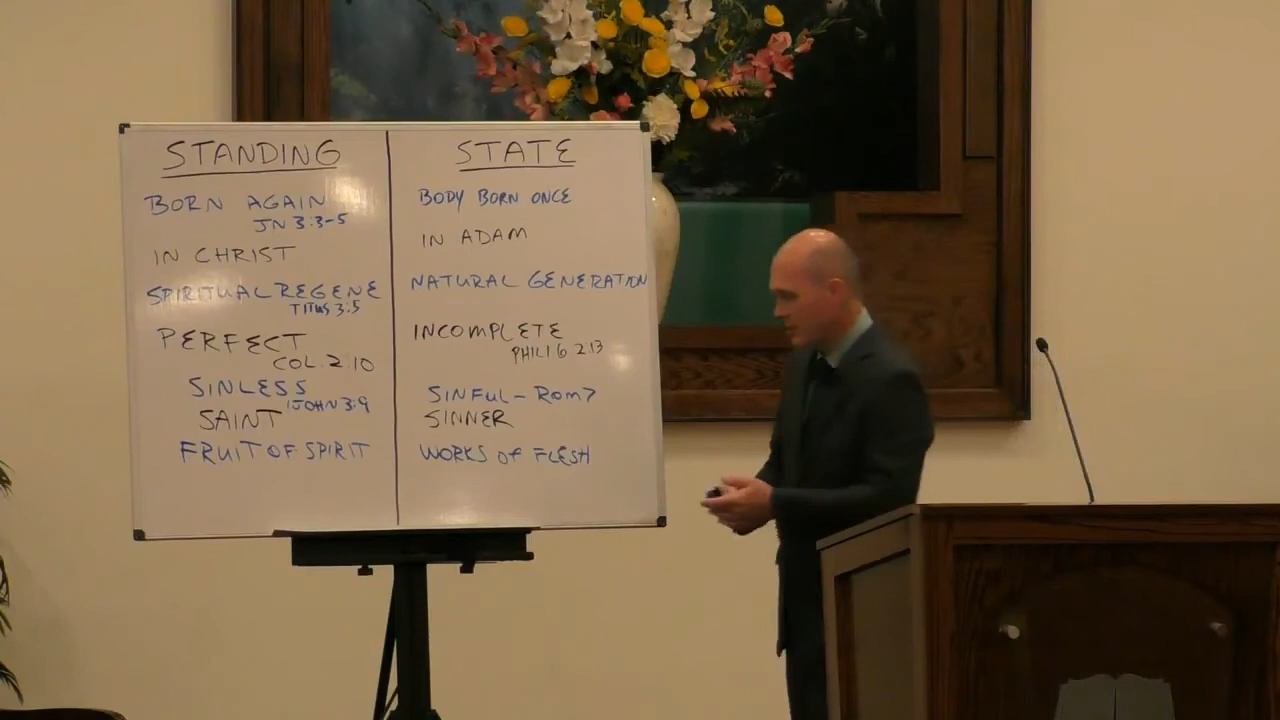 STANDING
BORN AGAIN
JN 3:3-5
IN CHRIST
SPIRITUAL REGENE
TITUS 3:5
PERFECT
COL 2:10
SINLESS
1JOHN 3:9
SAINT
FRUIT OF SPIRIT
STATE
BODY BORN ONCE
IN ADAM
NATURAL GENERATION
INCOMPLETE
PHIL 1 6 2:13
SINFUL - ROM 7
SINNER
WORKS OF FLESH